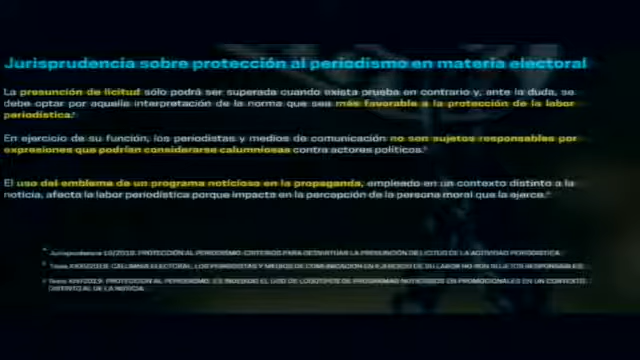 Jurisprudencia sobre protección al periodismo en materia electoral
La presunción de licitud sólo podrá ser superada cuando exista prueba en contrario y, ante la duda, se
debe optar por aquella interpretación de la norma que sea más favorable a la protección de la labor
periodística.
En ejercicio de su función, los periodistas y medios de comunicación no son sujetos responsables por
expresiones que podrían considerarse calumniosas contra actores políticos.
El uso del emblema de un programa noticioso en la propaganda, empleado en un contexto distinto a la
noticia, afecta la labor periodística porque impacta en la percepción de la persona moral que la ejerce.
Jurisprudencia 15/2018. PROTECCIÓN AL PERIODISMO. CRITERIOS PARA DESVIRTUAR LA PRESUNCIÓN DE LICITUD DE LA ACTIVIDAD PERIODÍSTICA.
Tesis CALUMNIA ELECTORAL. LOS PERIODISTAS Y MEDIOS DE COMUNICACIÓN EN EJERCICIO DE SU LABOR NO SON SUJETOS RESPONSABLES.
Tesis PROTECCIÓN AL PERIODISMO. ES INDEBIDO EL USO DE LOGOTIPOS DE PROGRAMAS NOTICIOSOS EN PROMOCIONALES EN UN CONTEXTO
DISTINTO AL DE LA NOTICIA.